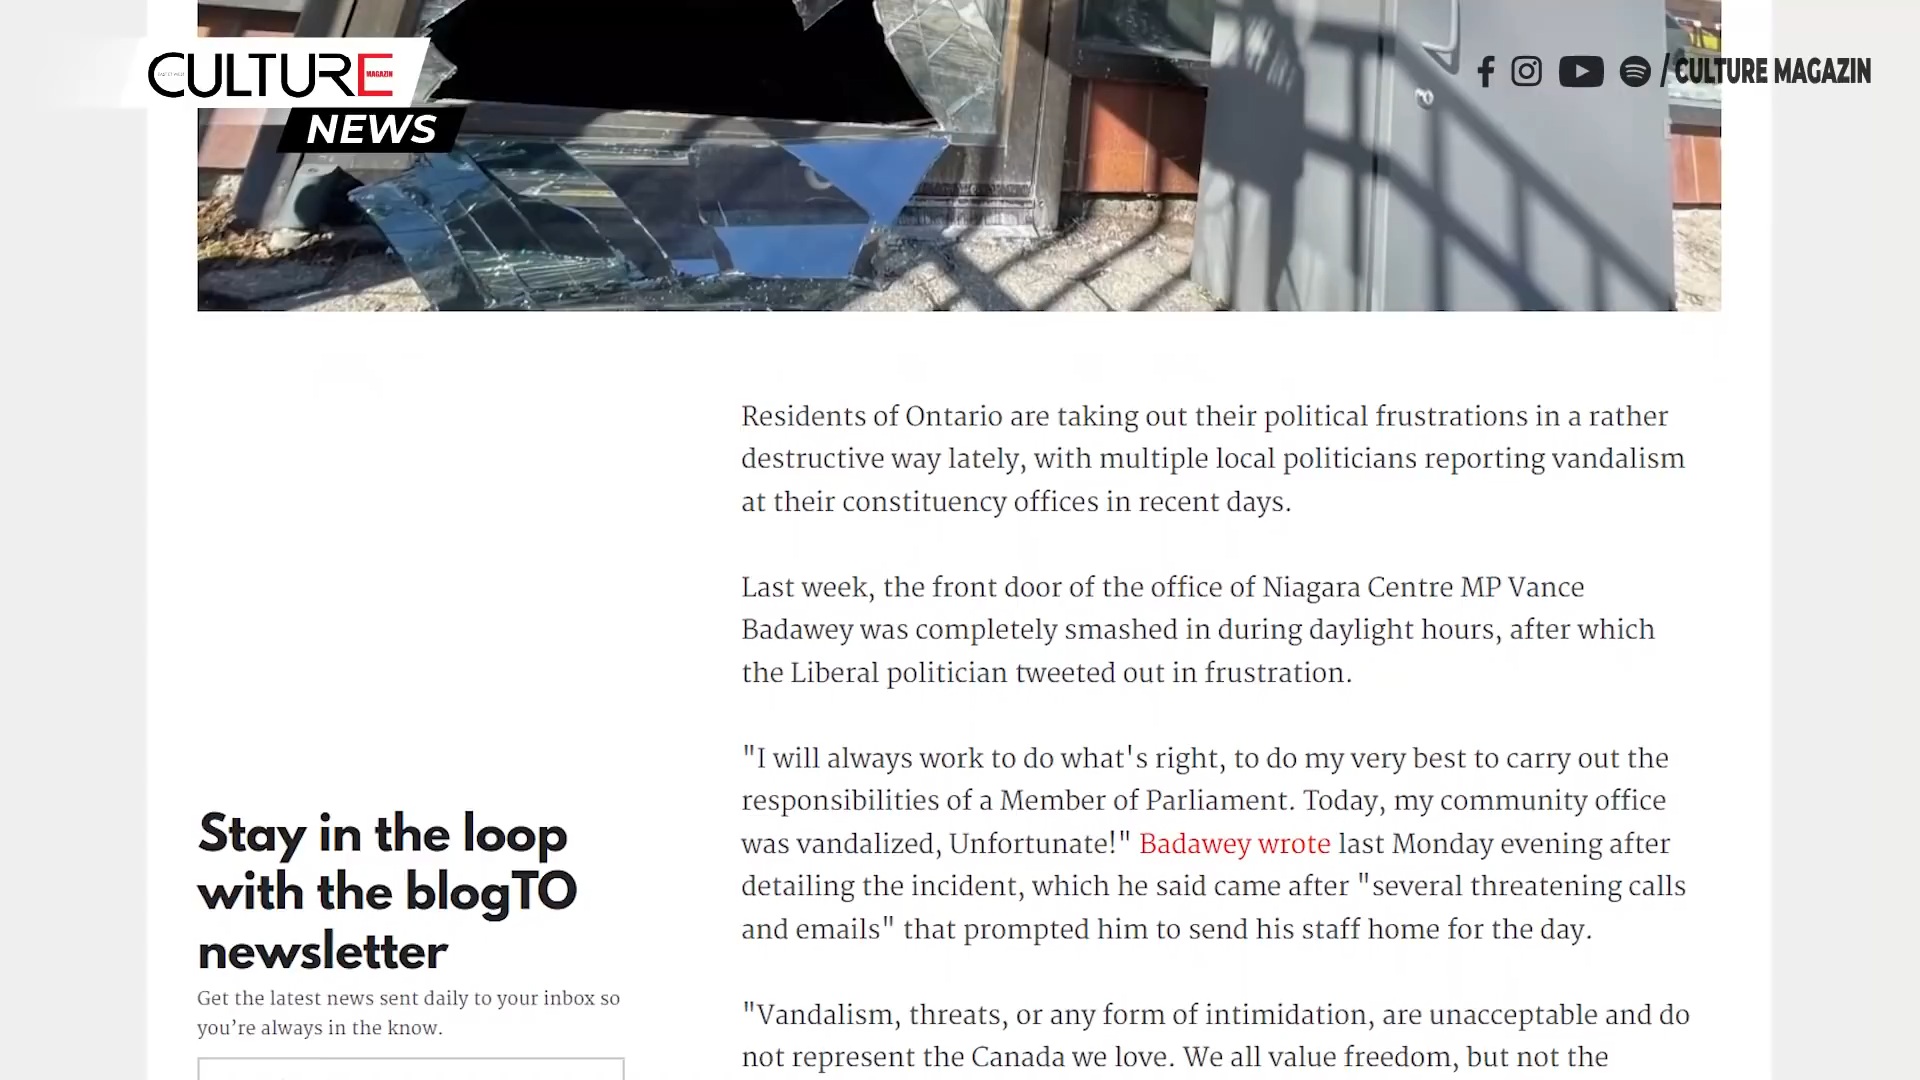 CULTURE
MAGAZIN
NEWS
/ CULTURE MAGAZIN
Residents of Ontario are taking out their political frustrations in a rather
destructive way lately, with multiple local politicians reporting vandalism
at their constituency offices in recent days.
Last week, the front door of the office of Niagara Centre MP Vance
Badawey was completely smashed in during daylight hours, after which
the Liberal politician tweeted out in frustration.
"I will always work to do what's right, to do my very best to carry out the
responsibilities of a Member of Parliament. Today, my community office
was vandalized, Unfortunate!" Badawey wrote last Monday evening after
detailing the incident, which he said came after "several threatening calls
and emails" that prompted him to send his staff home for the day.
"Vandalism, threats, or any form of intimidation, are unacceptable and do
not represent the Canada we love. We all value freedom, but not the
Stay in the loop
with the blogTO
newsletter
Get the latest news sent daily to your inbox so
you're always in the know.